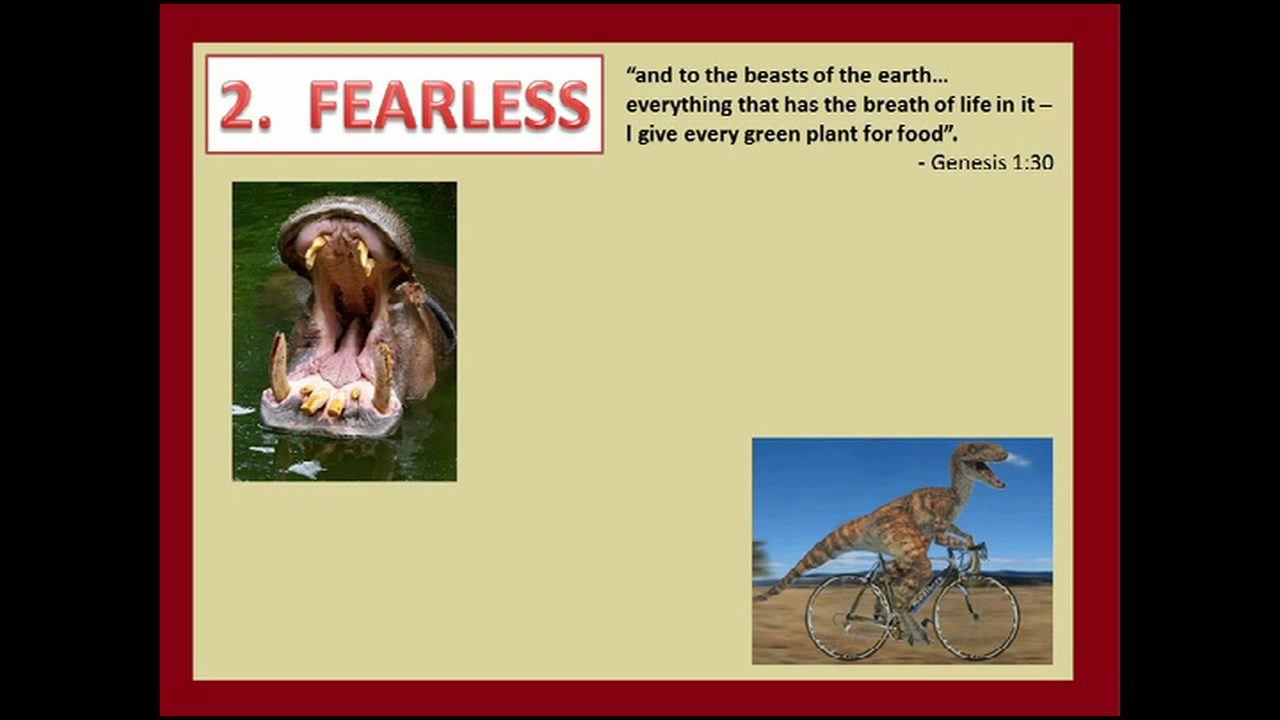 2. FEARLESS
“and to the beasts of the earth...
everything that has the breath of life in it –
I give every green plant for food”.
- Genesis 1:30